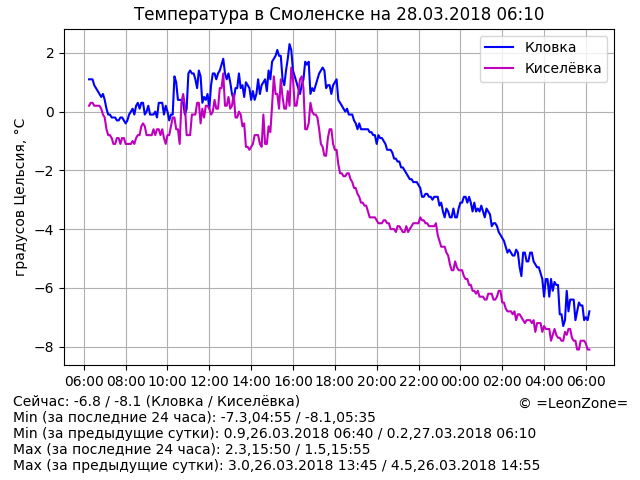 Температура в Смоленске на 28.03.2018 06:10
Кловка
Киселёвка
градусов Цельсия, °C
2
0
−2
−4
−6
−8
06:00 08:00 10:00 12:00 14:00 16:00 18:00 20:00 22:00 00:00 02:00 04:00 06:00
Сейчас: -6.8 / -8.1 (Кловка / Киселёвка)
© =LeonZone=
Min (за последние 24 часа): -7.3,04:55 / -8.1,05:35
Min (за предыдущие сутки): 0.9,26.03.2018 06:40 / 0.2,27.03.2018 06:10
Max (за последние 24 часа): 2.3,15:50 / 1.5,15:55
Max (за предыдущие сутки): 3.0,26.03.2018 13:45 / 4.5,26.03.2018 14:55